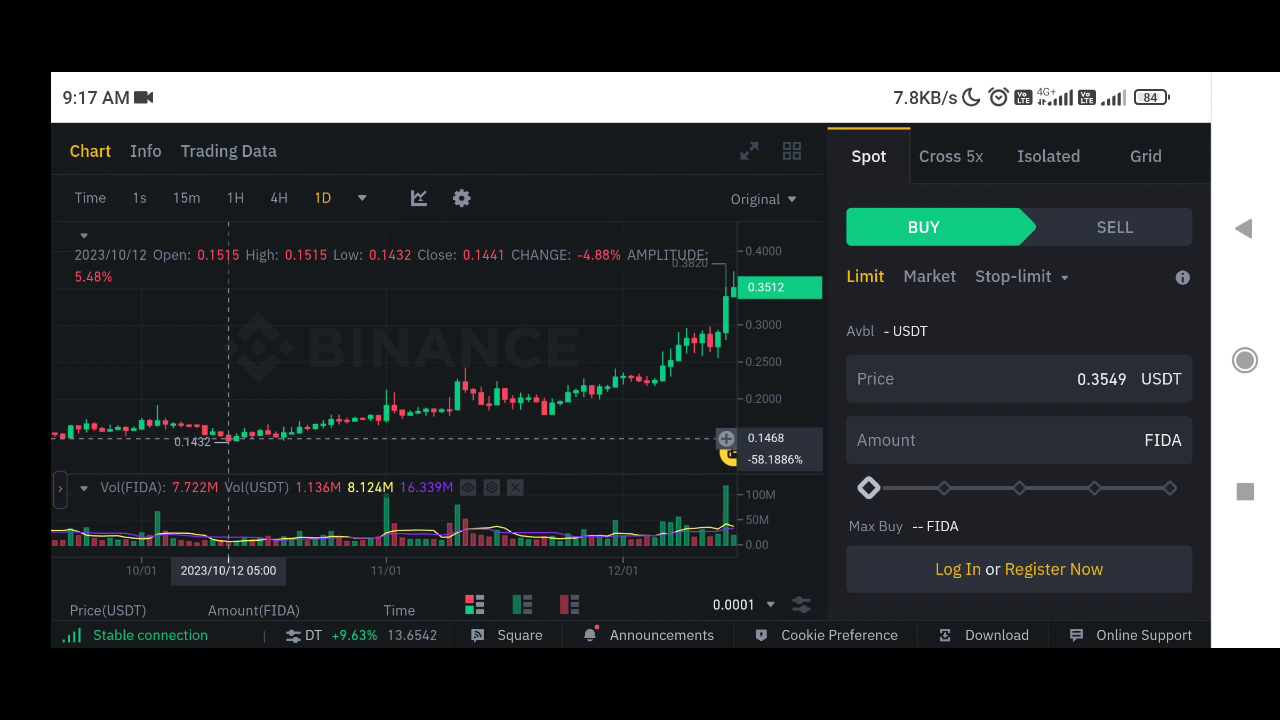 9:17 AM 7.8KB/s 4G+ Vo LTE Vo LTE 84
Chart Info Trading Data
Time 1s 15m 1H 4H 1D Original
2023/10/12 Open: 0.1515 High: 0.1515 Low: 0.1432 Close: 0.1441 CHANGE: -4.88% AMPLITUDE:
5.48%
0.3820
0.4000
0.3512
0.3000
0.2500
0.2000
BINANCE
0.1432
0.1468
-58.1886%
Vol(FIDA): 7.722M Vol(USDT) 1.136M 8.124M 16.339M
100M
50M
0.00
10/01 2023/10/12 05:00 11/01 12/01
Price(USDT) Amount(FIDA) Time 0.0001
Spot Cross 5x Isolated Grid
BUY SELL
Limit Market Stop-limit
Avbl - USDT
Price 0.3549 USDT
Amount FIDA
Max Buy -- FIDA
Log In or Register Now
Stable connection DT +9.63% 13.6542 Square Announcements Cookie Preference Download Online Support